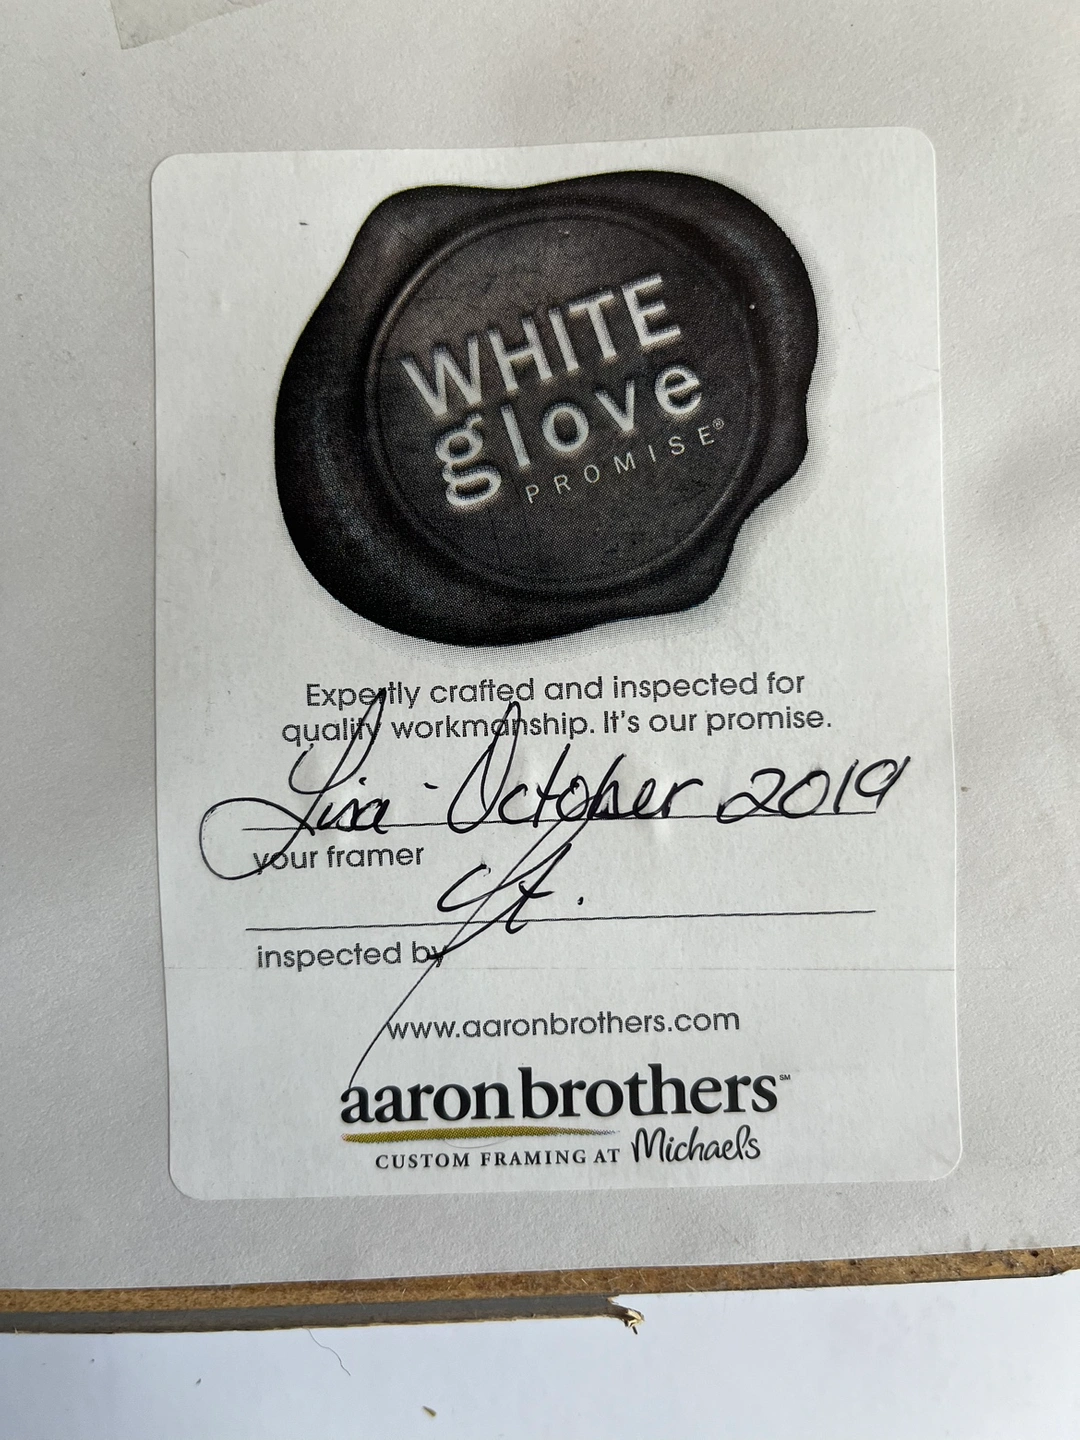 WHITE
glove
PROMISE®
Expertly crafted and inspected for
quality workmanship. It's our promise.
Lisa - October 2019
your framer
inspected by
www.aaronbrothers.com
aaronbrothers℠
CUSTOM FRAMING AT Michaels